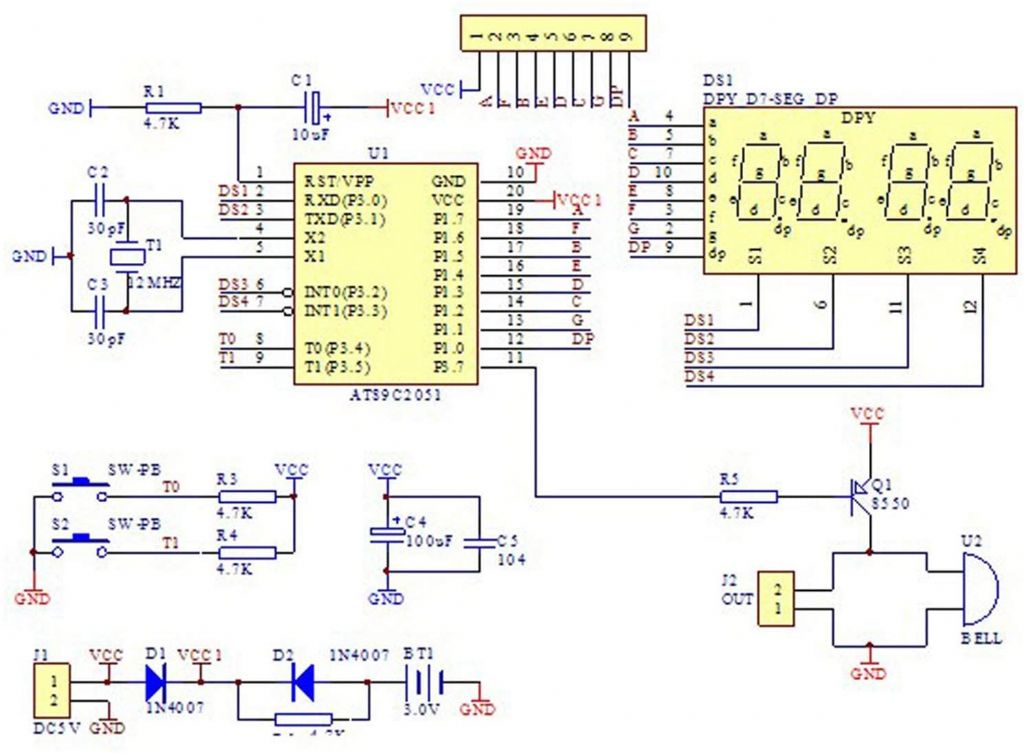 1 2 3 4 5 6 7 8 9
VCC
A F B E D C G DP
GND
R1
4.7K
C1
+
10uF
VCC1
DS1
DPY_D7-SEG_DP
DPY
A 4 a
B 5 b
C 7 c
D 10 d
E 8 e
F 3 f
G 2 g
DP 9 dp
a b c d e f g dp
a b c d e f g dp
a b c d e f g dp
a b c d e f g dp
S1 S2 S3 S4
1 6 11 12
DS1
DS2
DS3
DS4
U1
1 RST/VPP
DS1 2 RXD(P3.0)
DS2 3 TXD(P3.1)
4 X2
5 X1
DS3 6 INT0(P3.2)
DS4 7 INT1(P3.3)
T0 8 T0(P3.4)
T1 9 T1(P3.5)
GND 10 GND
VCC 20 VCC1
P1.7 19 A
P1.6 18 F
P1.5 17 B
P1.4 16 E
P1.3 15 D
P1.2 14 C
P1.1 13 G
P1.0 12 DP
P3.7 11
AT89C2051
C2
30pF
GND
T1
12MHZ
C3
30pF
S1 SW-PB
T0
R3
4.7K
VCC
S2 SW-PB
T1
R4
4.7K
GND
VCC
+
C4
100uF
C5
104
GND
VCC
R5
4.7K
Q1
8550
J2
OUT
2
1
U2
BELL
GND
J1
1
2
DC5V
VCC
GND
D1
1N4007
VCC1
D2
1N4007
4.7K
BT1
3.0V
GND